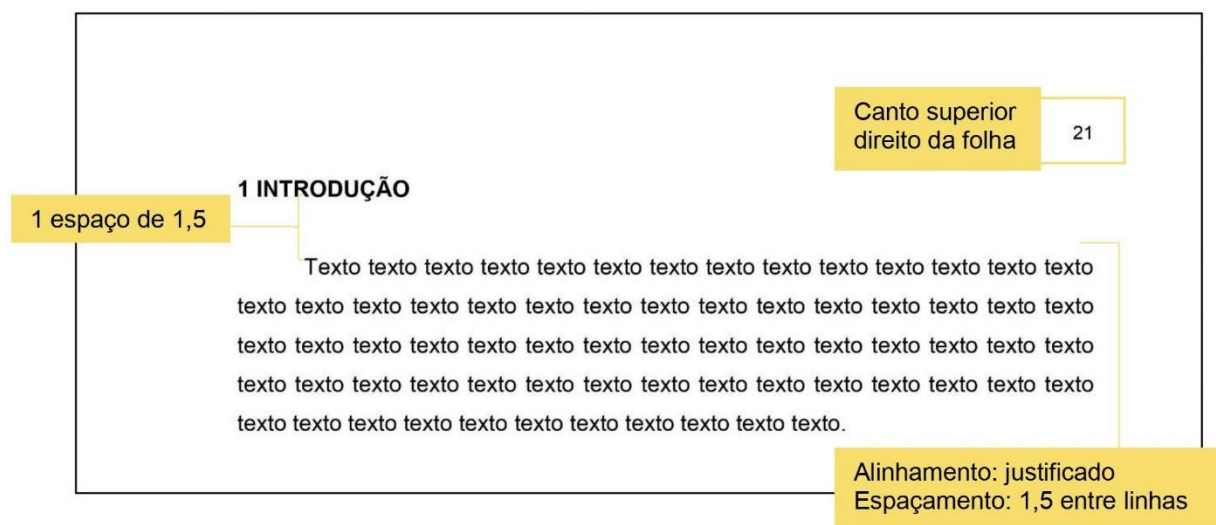 Canto superior
direito da folha
21
1 INTRODUÇÃO
1 espaço de 1,5
Texto texto texto texto texto texto texto texto texto texto texto texto texto texto
texto texto texto texto texto texto texto texto texto texto texto texto texto texto texto
texto texto texto texto texto texto texto texto texto texto texto texto texto texto texto
texto texto texto texto texto texto texto texto texto texto texto texto texto texto texto
texto texto texto texto texto texto texto texto texto texto texto.
Alinhamento: justificado
Espaçamento: 1,5 entre linhas